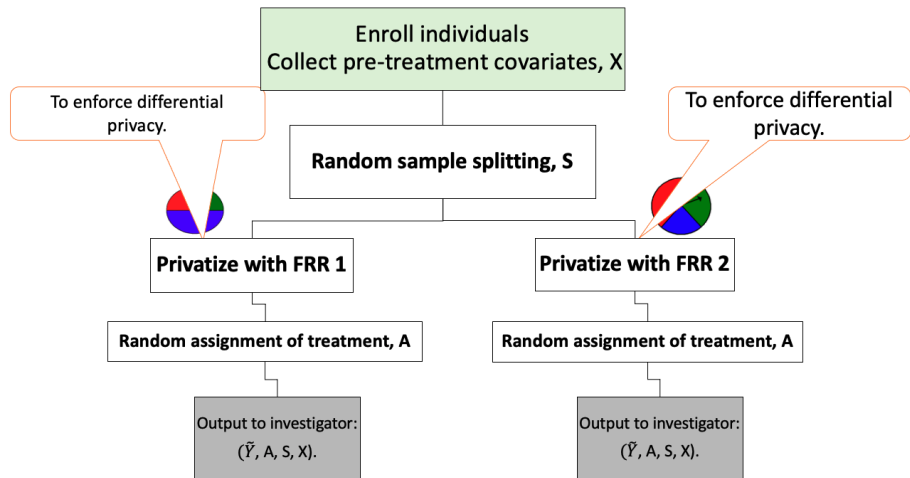 Enroll individuals
Collect pre-treatment covariates, X
To enforce differential
privacy.
To enforce differential
privacy.
Random sample splitting, S
Privatize with FRR 1
Privatize with FRR 2
Random assignment of treatment, A
Random assignment of treatment, A
Output to investigator:
(Ỹ, A, S, X).
Output to investigator:
(Ỹ, A, S, X).